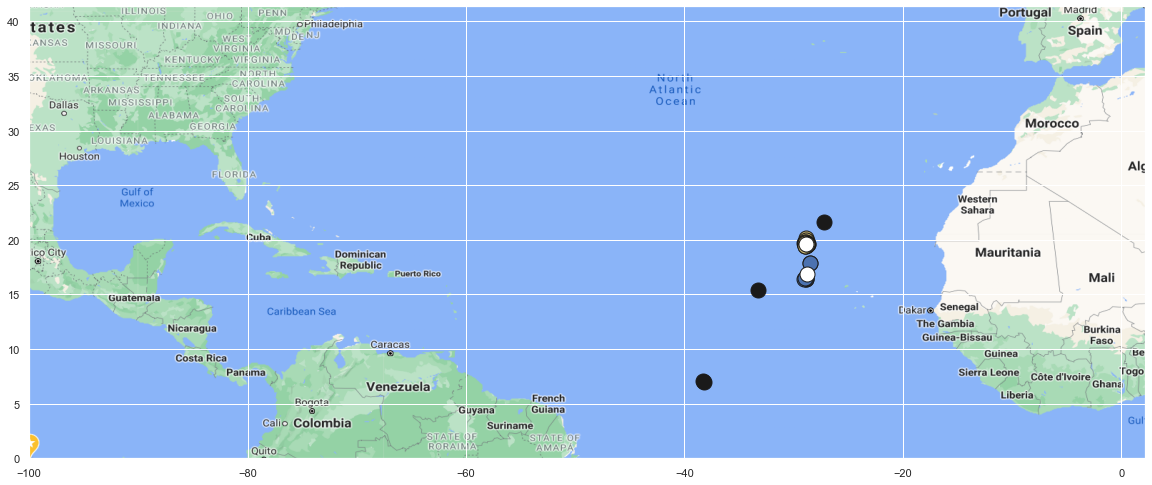 40
35
30
25
20
15
10
5
0
−100
−80
−60
−40
−20
0
tates
ILLINOIS
OHIO
PENN
Philadelphia
INDIANA
MD
DE
NJ
WEST
VIRGINIA
ANSAS
MISSOURI
KENTUCKY
VIRGINIA
OKLAHOMA
TENNESSEE
NORTH
CAROLINA
ARKANSAS
MISSISSIPPI
SOUTH
CAROLINA
Dallas
ALABAMA
GEORGIA
EXAS
LOUISIANA
Houston
FLORIDA
Gulf of
Mexico
Cuba
ico City
Dominican
Republic
Puerto Rico
Guatemala
Caribbean Sea
Nicaragua
Costa Rica
Panama
Caracas
Venezuela
Bogota
Colombia
Cali
Quito
Guyana
French
Guiana
Suriname
STATE OF
RORAIMA
STATE OF
AMAPA
North
Atlantic
Ocean
Portugal
Madrid
Spain
Morocco
Alg
Western
Sahara
Mauritania
Mali
Dakar
Senegal
The Gambia
Guinea-Bissau
Burkina
Faso
Guinea
Be
Sierra Leone
Côte d'Ivoire
Togo
Ghana
Liberia
Gul